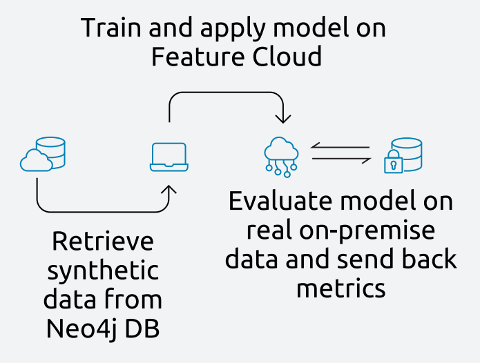 Train and apply model on
Feature Cloud
Retrieve
synthetic
data from
Neo4j DB
Evaluate model on
real on-premise
data and send back
metrics